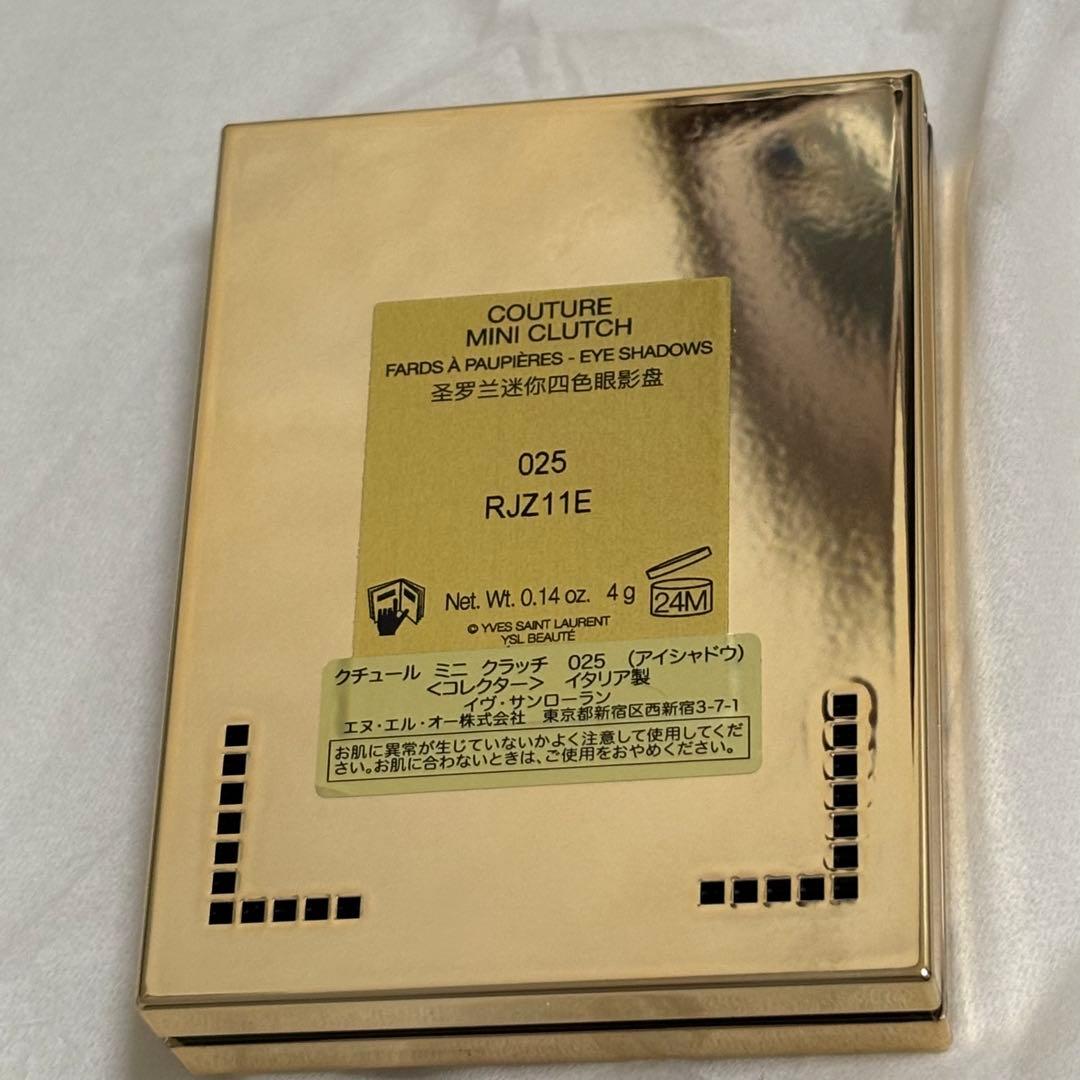 COUTURE
MINI CLUTCH
FARDS À PAUPIÈRES - EYE SHADOWS
圣罗兰迷你四色眼影盘
025
RJZ11E
Net. Wt. 0.14 oz. 4 g
24M
© YVES SAINT LAURENT
YSL BEAUTÉ
クチュール ミニ クラッチ 025 (アイシャドウ)
<コレクター> イタリア製
イヴ・サンローラン
エヌ・エル・オー株式会社 東京都新宿区西新宿3-7-1
お肌に異常が生じていないかよく注意して使用してくだ
さい。お肌に合わないときは、ご使用をおやめください。